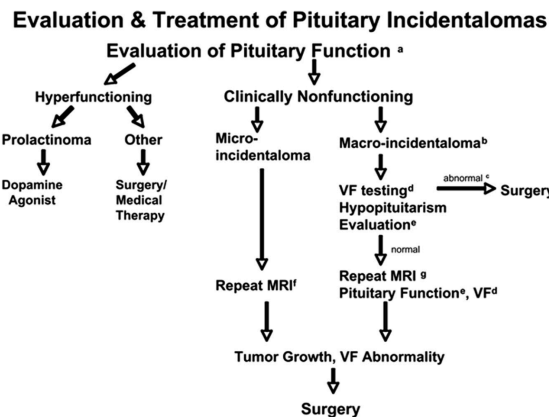 Evaluation & Treatment of Pituitary Incidentalomas
Evaluation of Pituitary Function a
Hyperfunctioning
Clinically Nonfunctioning
Prolactinoma
Other
Micro-
incidentaloma
Macro-incidentaloma b
Dopamine
Agonist
Surgery/
Medical
Therapy
VF testing d
Hypopituitarism
Evaluation e
abnormal c
Surgery
normal
Repeat MRI f
Repeat MRI g
Pituitary Function e, VF d
Tumor Growth, VF Abnormality
Surgery